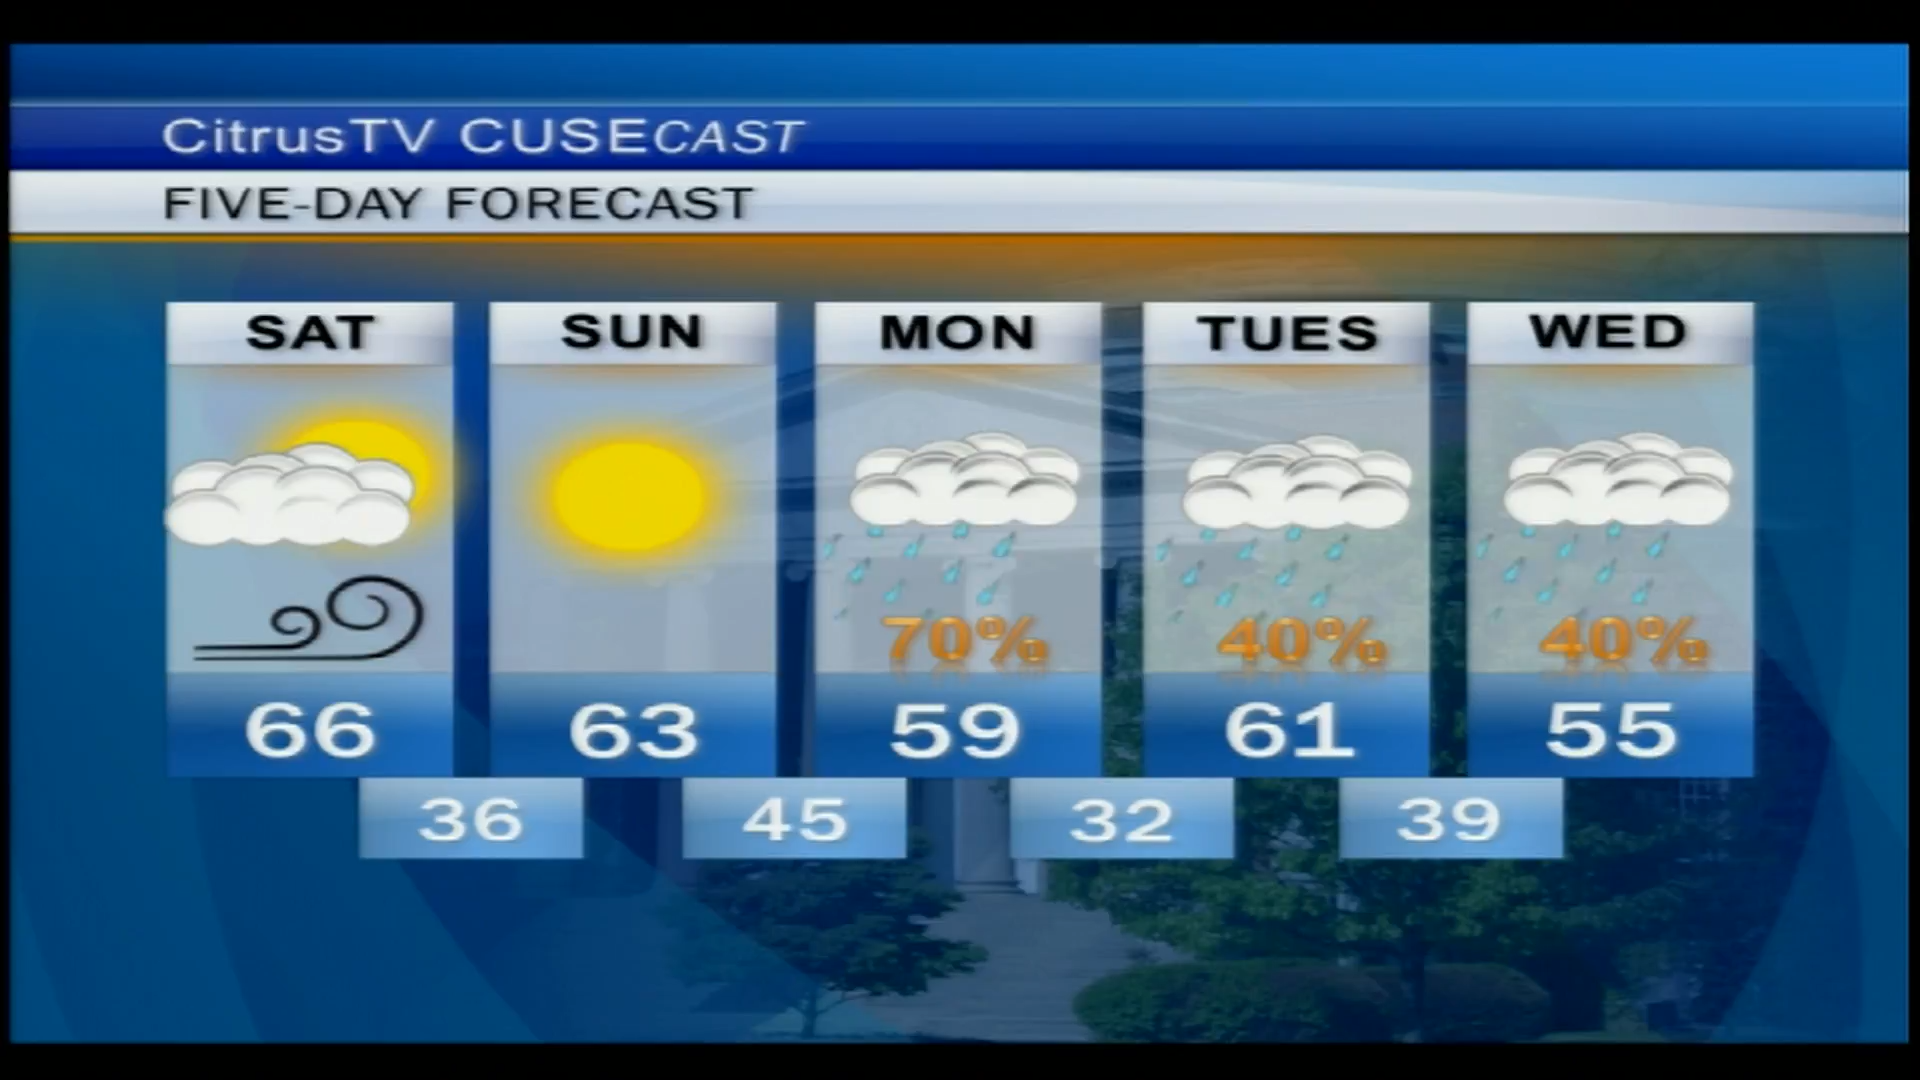 CitrusTV CUSECAST
FIVE-DAY FORECAST
SAT SUN MON TUES WED
70% 40% 40%
66 63 59 61 55
36 45 32 39